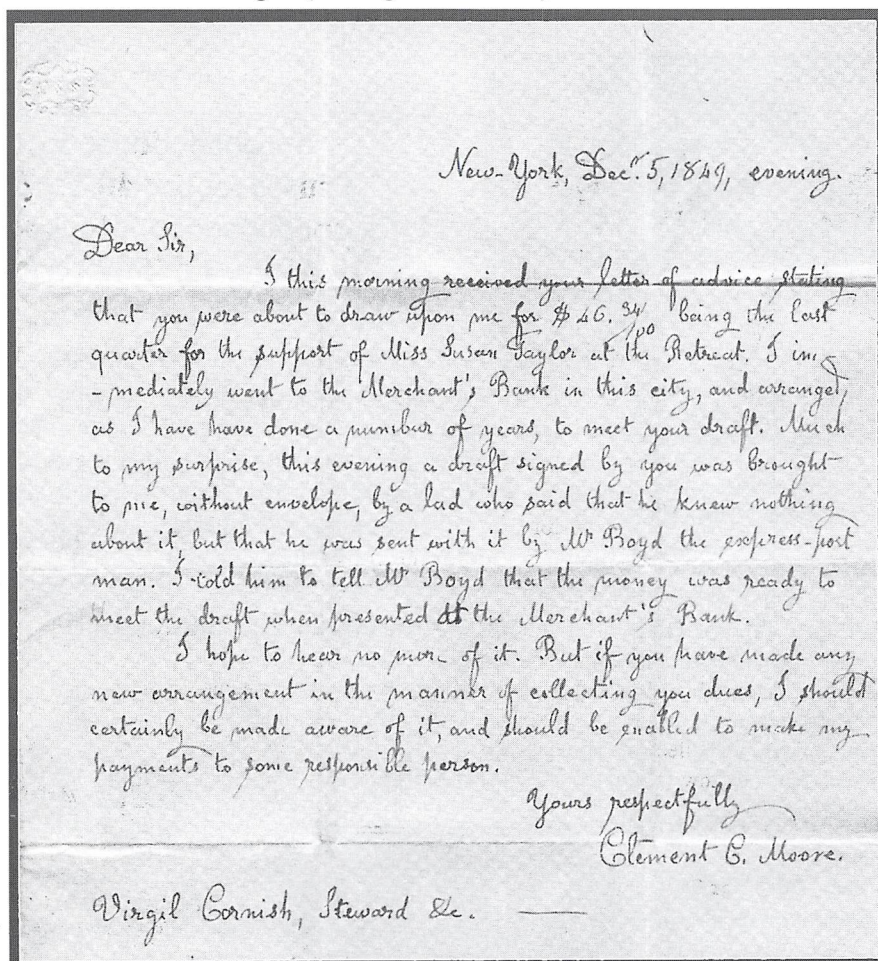 New-York, Decr. 5, 1849, evening.
Dear Sir,
I this morning received your letter of advice stating
that you were about to draw upon me for $46.34/00 being the last
quarter for the support of Miss Susan Taylor at the Retreat. I im-
-mediately went to the Merchant's Bank in this city, and arranged,
as I have have done a number of years, to meet your draft. Much
to my surprise, this evening a draft signed by you was brought
to me, without envelope, by a lad who said that he knew nothing
about it, but that he was sent with it by Mr Boyd the express-post
man. I told him to tell Mr Boyd that the money was ready to
meet the draft when presented at the Merchant's Bank.
I hope to hear no more of it. But if you have made any
new arrangement in the manner of collecting you dues, I should
certainly be made aware of it, and should be enabled to make my
payments to some responsible person.
Yours respectfully
Clement C. Moore.
Virgil Cornish, Steward &c.